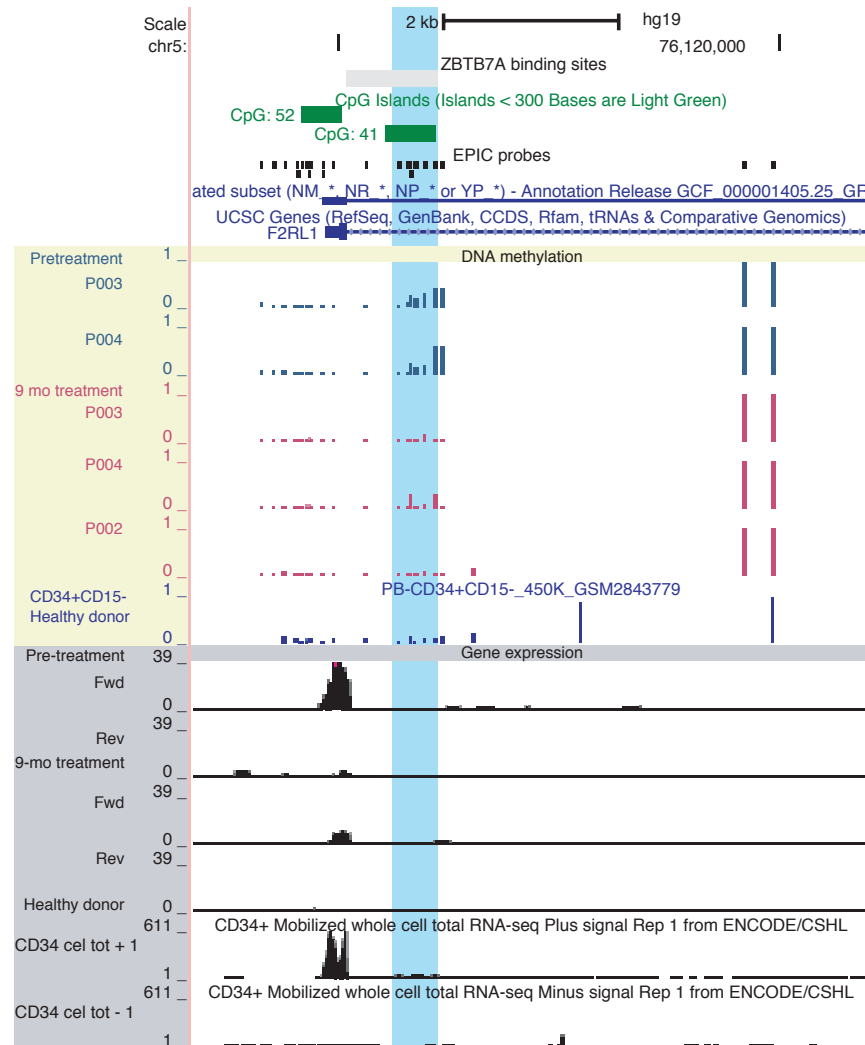 Scale 2 kb hg19
chr5: 76,120,000
ZBTB7A binding sites
CpG Islands (Islands < 300 Bases are Light Green)
CpG: 52
CpG: 41
EPIC probes
ated subset (NM_*, NR_*, NP_* or YP_*) - Annotation Release GCF_000001405.25_GF
UCSC Genes (RefSeq, GenBank, CCDS, Rfam, tRNAs & Comparative Genomics)
F2RL1
Pretreatment 1 _ DNA methylation
P003
0 _
1 _
P004
0 _
9 mo treatment 1 _
P003
0 _
1 _
P004
0 _
1 _
P002
0 _
CD34+CD15- 1 _ PB-CD34+CD15-_450K_GSM2843779
Healthy donor
0 _
Pre-treatment 39 _ Gene expression
Fwd
0 _
39 _
Rev
9-mo treatment 0 _
39 _
Fwd
0 _
Rev 39 _
Healthy donor 0 _
611 _ CD34+ Mobilized whole cell total RNA-seq Plus signal Rep 1 from ENCODE/CSHL
CD34 cel tot + 1
1 _
611 _ CD34+ Mobilized whole cell total RNA-seq Minus signal Rep 1 from ENCODE/CSHL
CD34 cel tot - 1
1 _